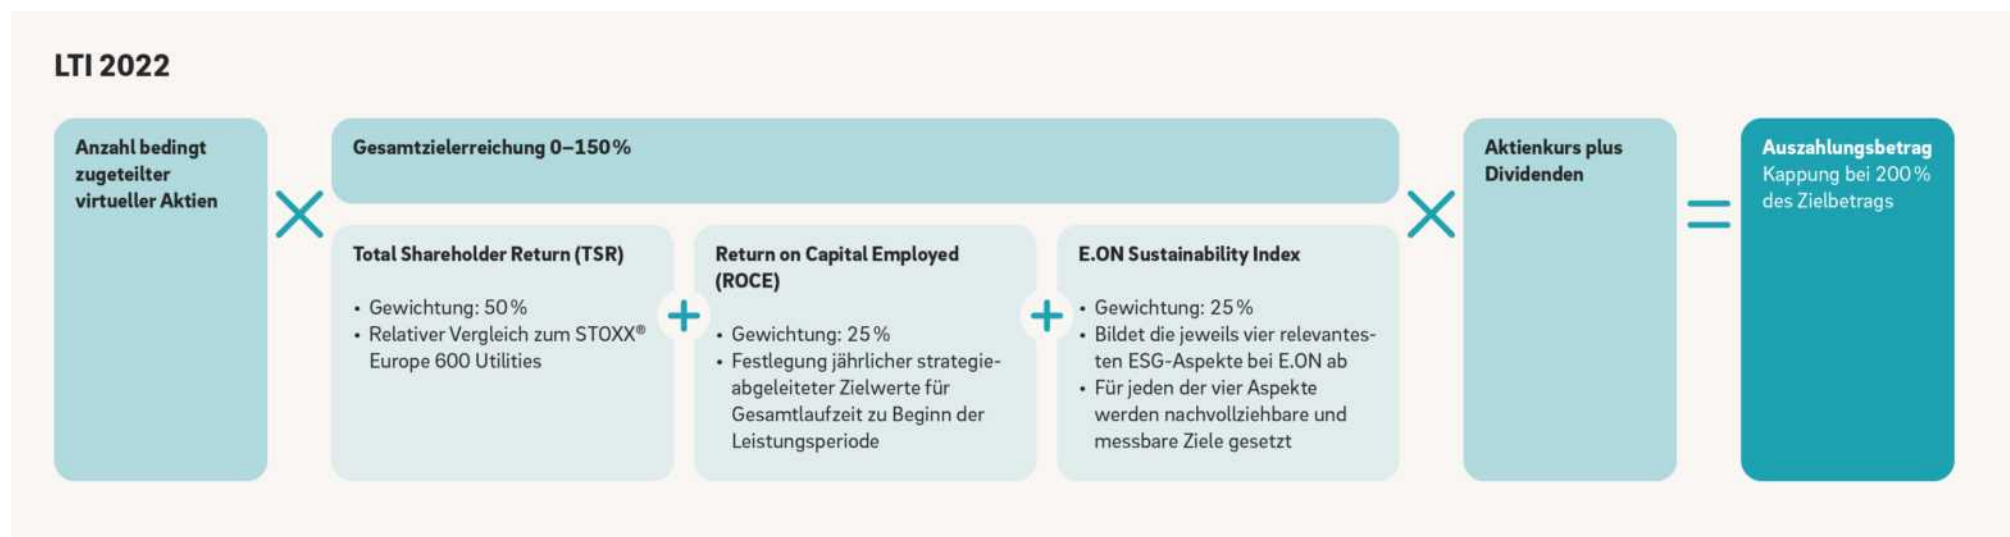 LTI 2022
Anzahl bedingt
zugeteilter
virtueller Aktien
Gesamtzielerreichung 0–150%
Total Shareholder Return (TSR)
• Gewichtung: 50%
• Relativer Vergleich zum STOXX®
Europe 600 Utilities
Return on Capital Employed
(ROCE)
• Gewichtung: 25%
• Festlegung jährlicher strategie-
abgeleiteter Zielwerte für
Gesamtlaufzeit zu Beginn der
Leistungsperiode
E.ON Sustainability Index
• Gewichtung: 25%
• Bildet die jeweils vier relevantes-
ten ESG-Aspekte bei E.ON ab
• Für jeden der vier Aspekte
werden nachvollziehbare und
messbare Ziele gesetzt
Aktienkurs plus
Dividenden
Auszahlungsbetrag
Kappung bei 200%
des Zielbetrags